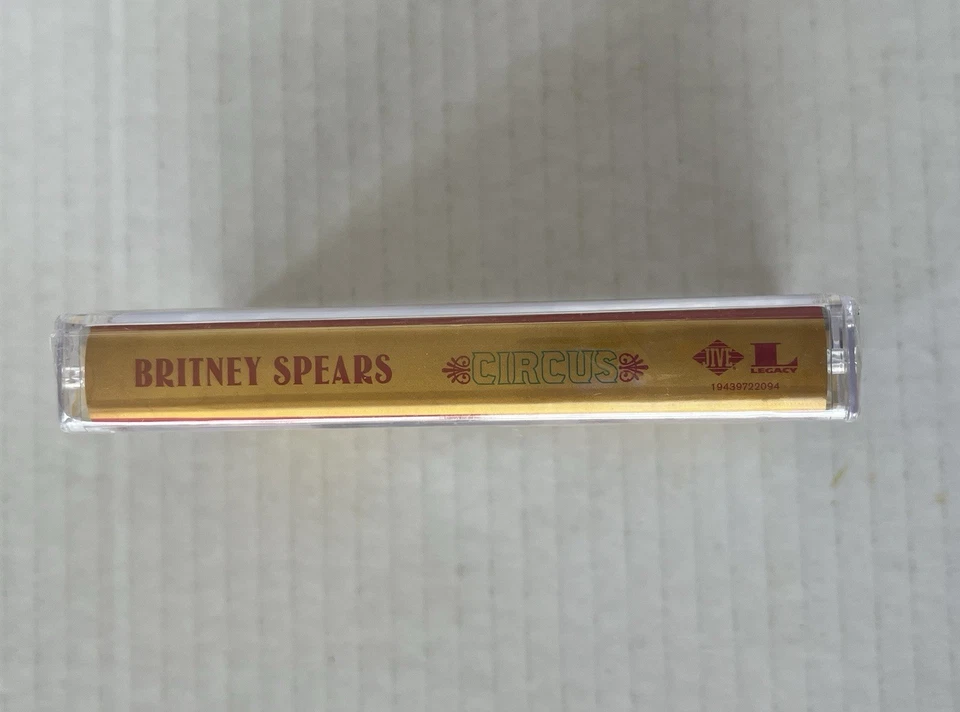 BRITNEY SPEARS CIRCUS JIVE L LEGACY
19439722094